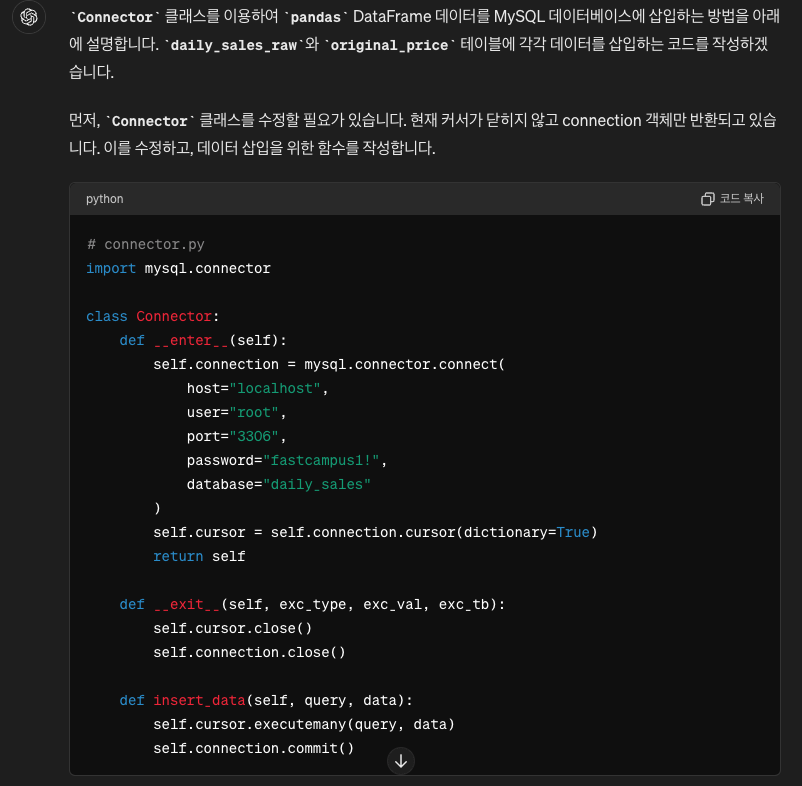 `Connector` 클래스를 이용하여 `pandas` DataFrame 데이터를 MySQL 데이터베이스에 삽입하는 방법을 아래
에 설명합니다. `daily_sales_raw`와 `original_price` 테이블에 각각 데이터를 삽입하는 코드를 작성하겠
습니다.
먼저, `Connector` 클래스를 수정할 필요가 있습니다. 현재 커서가 닫히지 않고 connection 객체만 반환되고 있습
니다. 이를 수정하고, 데이터 삽입을 위한 함수를 작성합니다.
python 코드 복사
# connector.py
import mysql.connector
class Connector:
    def __enter__(self):
        self.connection = mysql.connector.connect(
            host="localhost",
            user="root",
            port="3306",
            password="fastcampus1!",
            database="daily_sales"
        )
        self.cursor = self.connection.cursor(dictionary=True)
        return self
    def __exit__(self, exc_type, exc_val, exc_tb):
        self.cursor.close()
        self.connection.close()
    def insert_data(self, query, data):
        self.cursor.executemany(query, data)
        self.connection.commit()